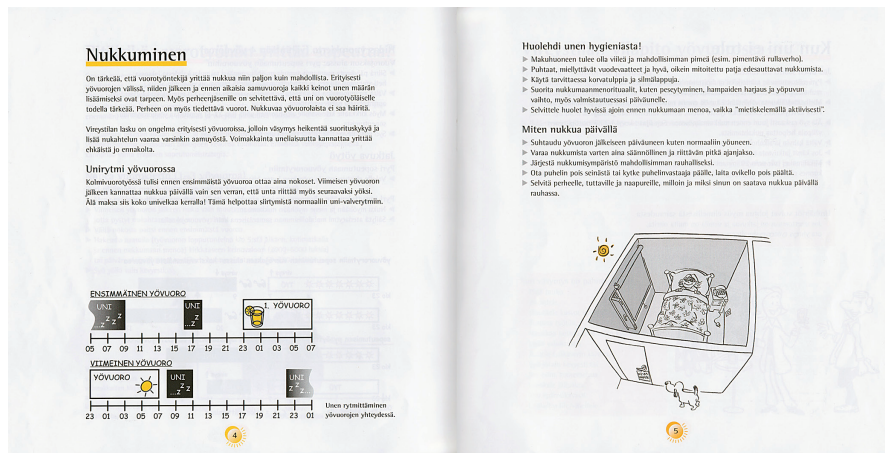 Nukkuminen
On tärkeää, että vuorotyöntekijä yrittää nukkua niin paljon kuin mahdollista. Erityisesti
yövuorojen välissä, niiden jälkeen ja ennen aikaisia aamuvuoroja kaikki keinot unen määrän
lisäämiseksi ovat tarpeen. Myös perheenjäsenille on selvitettävä, että uni on vuorotyöläiselle
todella tärkeää. Perheen on myös tiedettävä vuorot. Nukkuvaa yövuorolaista ei saa häiritä.
Vireystilan lasku on ongelma erityisesti yövuoroissa, jolloin väsymys heikentää suorituskykyä ja
lisää nukahtelun vaaraa varsinkin aamuyöstä. Voimakkainta uneliaisuutta kannattaa yrittää
ehkäistä jo ennakolta.
Unirytmi yövuorossa
Kolmivuorotyössä tulisi ennen ensimmäistä yövuoroa ottaa aina nokoset. Viimeisen yövuoron
jälkeen kannattaa nukkua päivällä vain sen verran, että unta riittää myös seuraavaksi yöksi.
Älä maksa siis koko univelkaa kerralla! Tämä helpottaa siirtymistä normaaliin uni-valverytmiin.
ENSIMMÄINEN YÖVUORO
UNI
...z z z
UNI
...z z
1. YÖVUORO
05 07 09 11 13 15 17 19 21 23 01 03 05 07
VIIMEINEN YÖVUORO
YÖVUORO
UNI
...z z z
UNI
z z...
23 01 03 05 07 09 11 13 15 17 19 21 23 01
Unen rytmittäminen
yövuorojen yhteydessä.
4
Huolehdi unen hygieniasta!
Makuhuoneen tulee olla viileä ja mahdollisimman pimeä (esim. pimentävä rullaverho).
Puhtaat, miellyttävät vuodevaatteet ja hyvä, oikein mitoitettu patja edesauttavat nukkumista.
Käytä tarvittaessa korvatulppia ja silmälappuja.
Suorita nukkumaanmenorituaalit, kuten peseytyminen, hampaiden harjaus ja yöpuvun
vaihto, myös valmistautuessasi päiväunelle.
Selvittele huolet hyvissä ajoin ennen nukkumaan menoa, vaikka "mietiskelemällä aktiivisesti".
Miten nukkua päivällä
Suhtaudu yövuoron jälkeiseen päiväuneen kuten normaaliin yöuneen.
Varaa nukkumista varten aina säännöllinen ja riittävän pitkä ajanjakso.
Järjestä nukkumisympäristö mahdollisimman rauhalliseksi.
Ota puhelin pois seinästä tai kytke puhelinvastaaja päälle, laita ovikello pois päältä.
Selvitä perheelle, tuttaville ja naapureille, milloin ja miksi sinun on saatava nukkua päivällä
rauhassa.
5